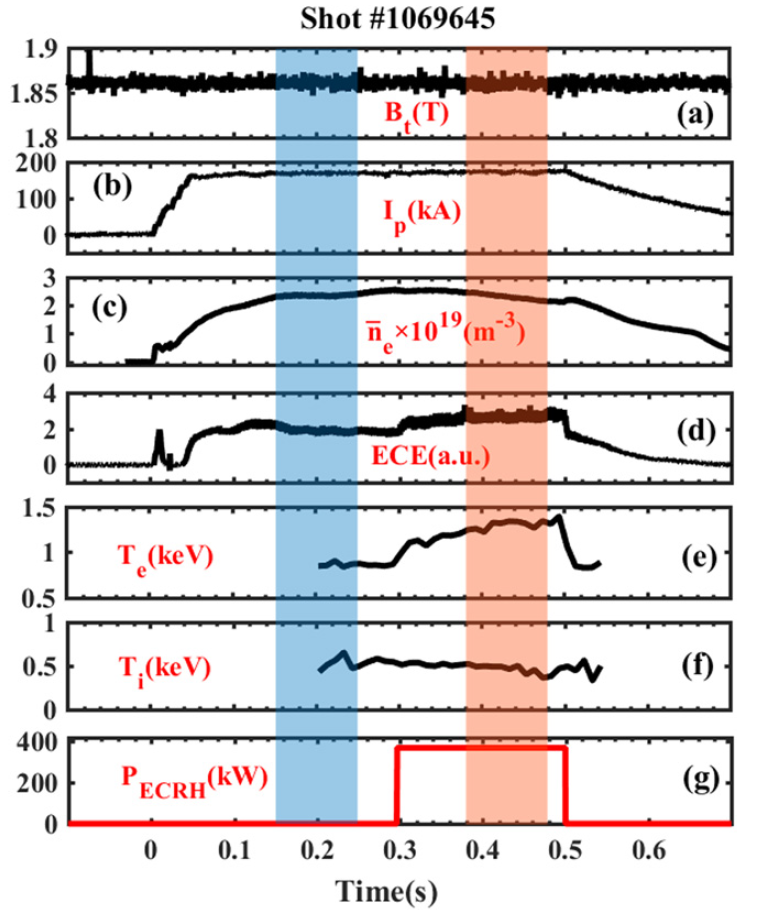 Shot #1069645
1.9
1.85
1.8
B_t(T)
(a)
200
100
0
(b)
I_p(kA)
3
2
1
0
(c)
n̅_e×10^19(m^-3)
4
2
0
ECE(a.u.)
(d)
1.5
1
0.5
T_e(keV)
(e)
1
0.5
0
T_i(keV)
(f)
400
200
0
P_ECRH(kW)
(g)
0 0.1 0.2 0.3 0.4 0.5 0.6
Time(s)